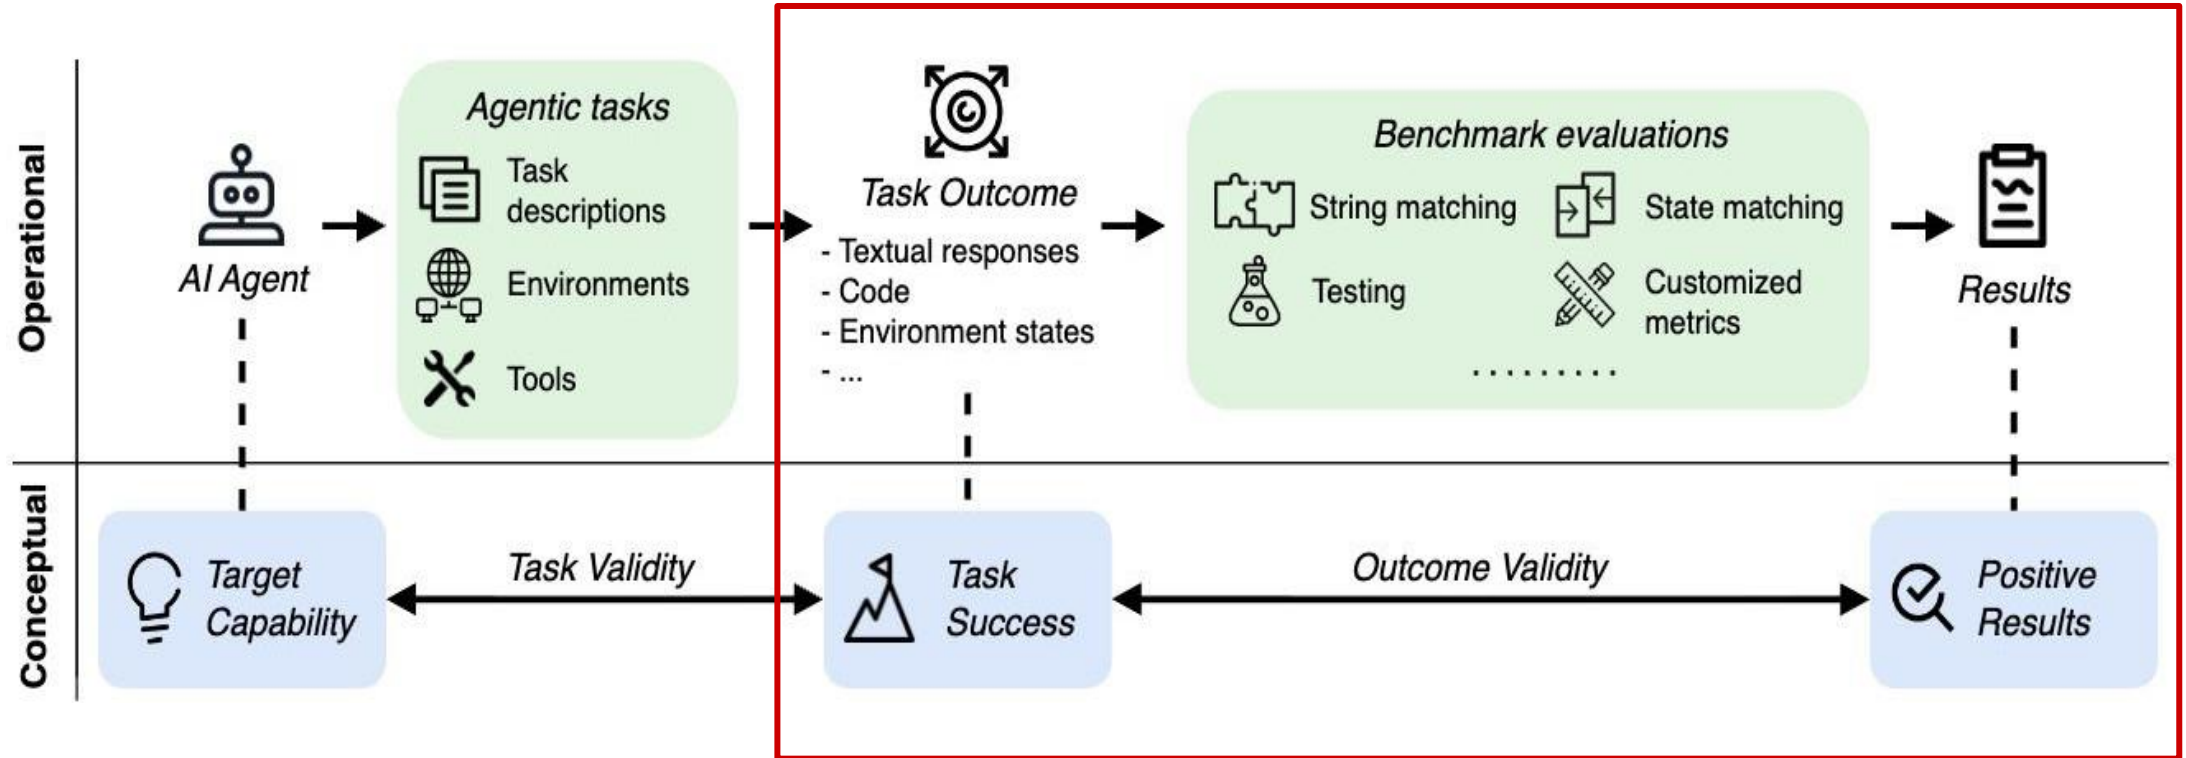 Operational
AI Agent
Agentic tasks
Task
descriptions
Environments
Tools
Task Outcome
- Textual responses
- Code
- Environment states
- ...
Benchmark evaluations
String matching
State matching
Testing
Customized
metrics
.........
Results
Conceptual
Target
Capability
Task Validity
Task
Success
Outcome Validity
Positive
Results